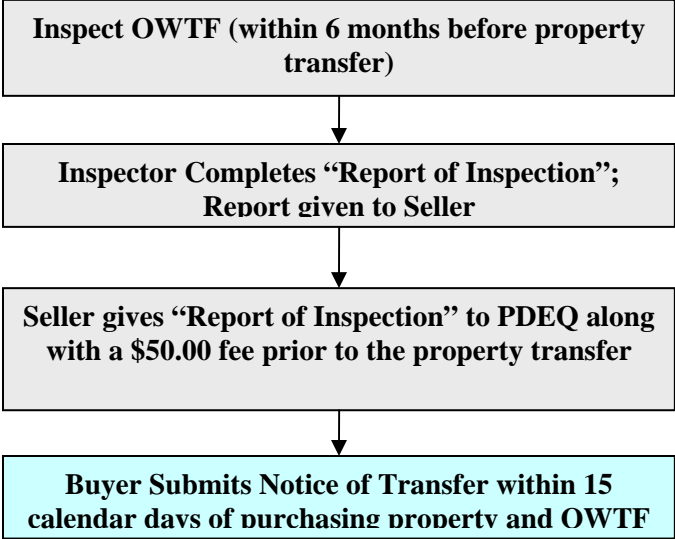 Inspect OWTF (within 6 months before property
transfer)
Inspector Completes “Report of Inspection”;
Report given to Seller
Seller gives “Report of Inspection” to PDEQ along
with a $50.00 fee prior to the property transfer
Buyer Submits Notice of Transfer within 15
calendar days of purchasing property and OWTF